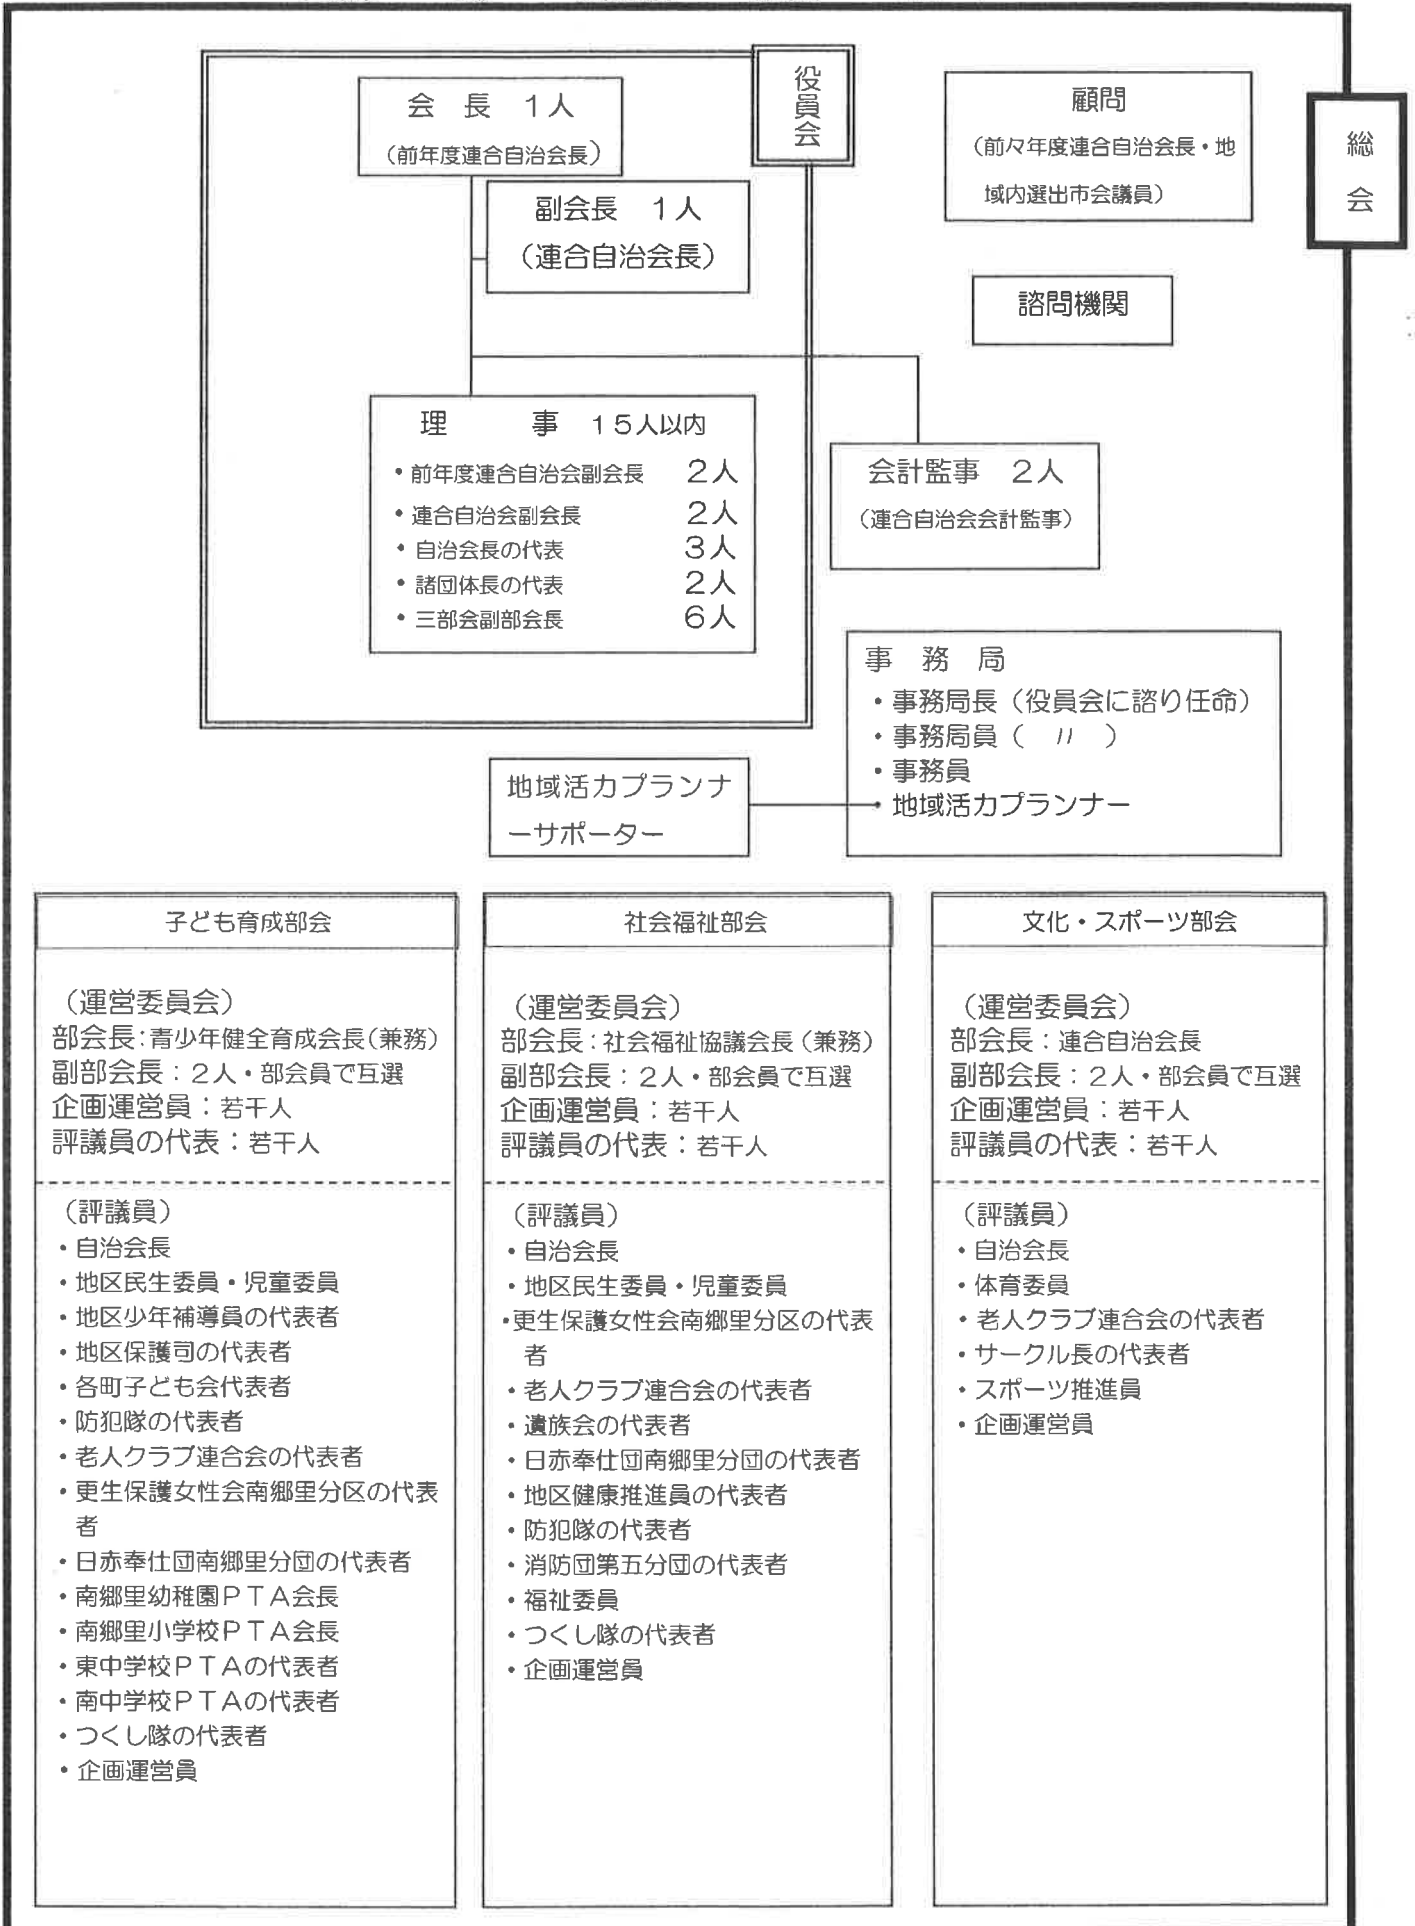 役員会
会　長　１人
（前年度連合自治会長）
副会長　１人
（連合自治会長）
顧問
（前々年度連合自治会長・地
域内選出市会議員）
総会
諮問機関
理　　事　１５人以内
・前年度連合自治会副会長　２人
・連合自治会副会長　２人
・自治会長の代表　３人
・諸団体長の代表　２人
・三部会副部会長　６人
会計監事　２人
（連合自治会会計監事）
事　務　局
・事務局長（役員会に諮り任命）
・事務局員（　〃　）
・事務員
・地域活力プランナー
地域活力プランナ
ーサポーター
子ども育成部会
（運営委員会）
部会長：青少年健全育成会長（兼務）
副部会長：２人・部会員で互選
企画運営員：若干人
評議員の代表：若干人
（評議員）
・自治会長
・地区民生委員・児童委員
・地区少年補導員の代表者
・地区保護司の代表者
・各町子ども会代表者
・防犯隊の代表者
・老人クラブ連合会の代表者
・更生保護女性会南郷里分区の代表
者
・日赤奉仕団南郷里分団の代表者
・南郷里幼稚園ＰＴＡ会長
・南郷里小学校ＰＴＡ会長
・東中学校ＰＴＡの代表者
・南中学校ＰＴＡの代表者
・つくし隊の代表者
・企画運営員
社会福祉部会
（運営委員会）
部会長：社会福祉協議会長（兼務）
副部会長：２人・部会員で互選
企画運営員：若干人
評議員の代表：若干人
（評議員）
・自治会長
・地区民生委員・児童委員
・更生保護女性会南郷里分区の代表
者
・老人クラブ連合会の代表者
・遺族会の代表者
・日赤奉仕団南郷里分団の代表者
・地区健康推進員の代表者
・防犯隊の代表者
・消防団第五分団の代表者
・福祉委員
・つくし隊の代表者
・企画運営員
文化・スポーツ部会
（運営委員会）
部会長：連合自治会長
副部会長：２人・部会員で互選
企画運営員：若干人
評議員の代表：若干人
（評議員）
・自治会長
・体育委員
・老人クラブ連合会の代表者
・サークル長の代表者
・スポーツ推進員
・企画運営員